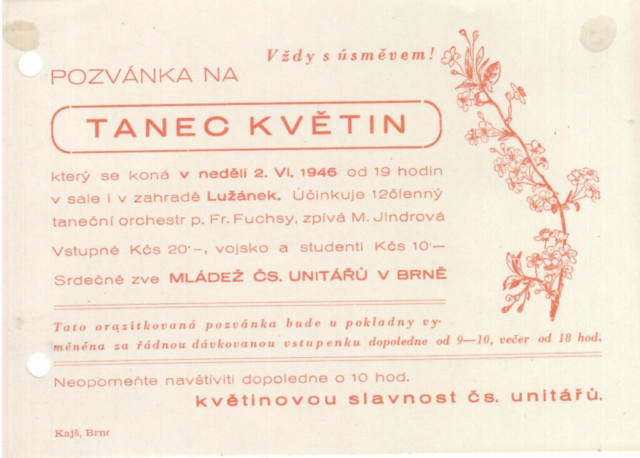 Vždy s úsměvem!
POZVÁNKA NA
TANEC KVĚTIN
který se koná v neděli 2. VI. 1946 od 19 hodin
v sále i v zahradě Lužánek. Účinkuje 12členný
taneční orchestr p. Fr. Fuchsy, zpívá M. Jindrová
Vstupné Kčs 20·–, vojsko a studenti Kčs 10·—
Srdečně zve MLÁDEŽ ČS. UNITÁŘŮ V BRNĚ
Tato orazítkovaná pozvánka bude u pokladny vy-
měněna za řádnou dávkovanou vstupenku dopoledne od 9—10, večer od 18 hod.
Neopomeňte navštíviti dopoledne o 10 hod.
květinovou slavnost čs. unitářů.
Kajš, Brno